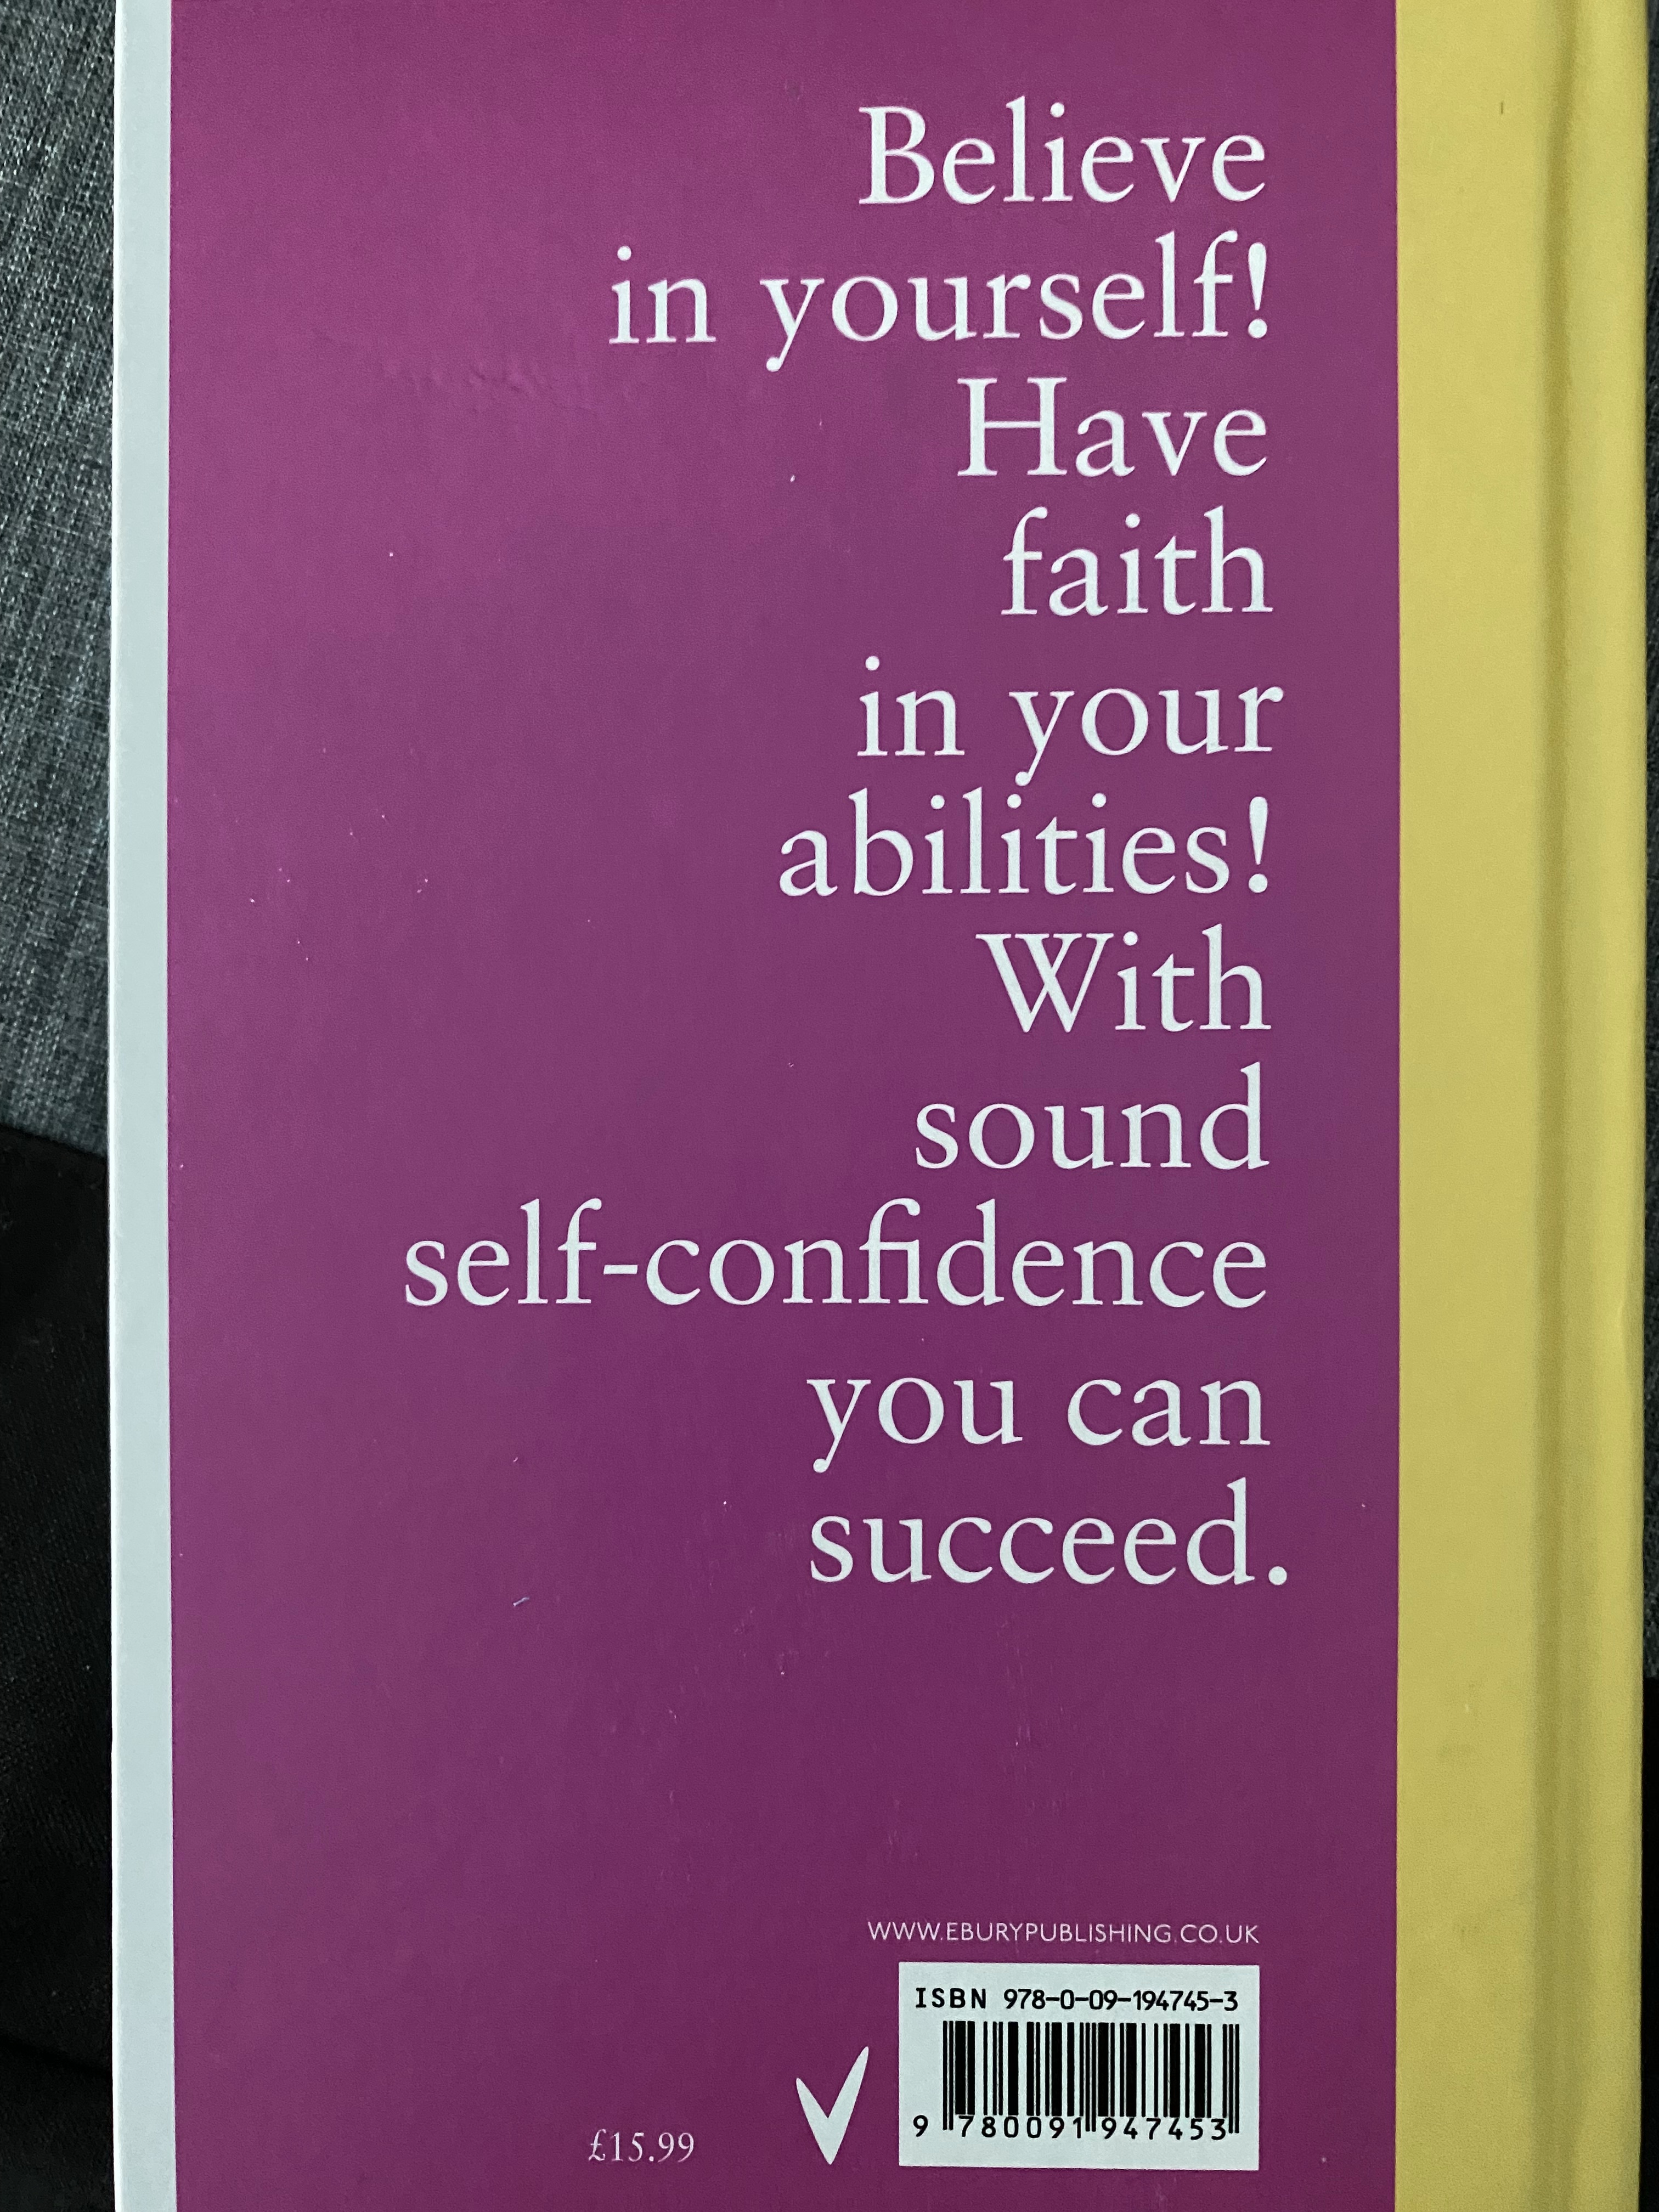 Believe
in yourself!
Have
faith
in your
abilities!
With
sound
self-confidence
you can
succeed.
WWW.EBURYPUBLISHING.CO.UK
ISBN 978-0-09-194745-3
9 780091 947453
£15.99